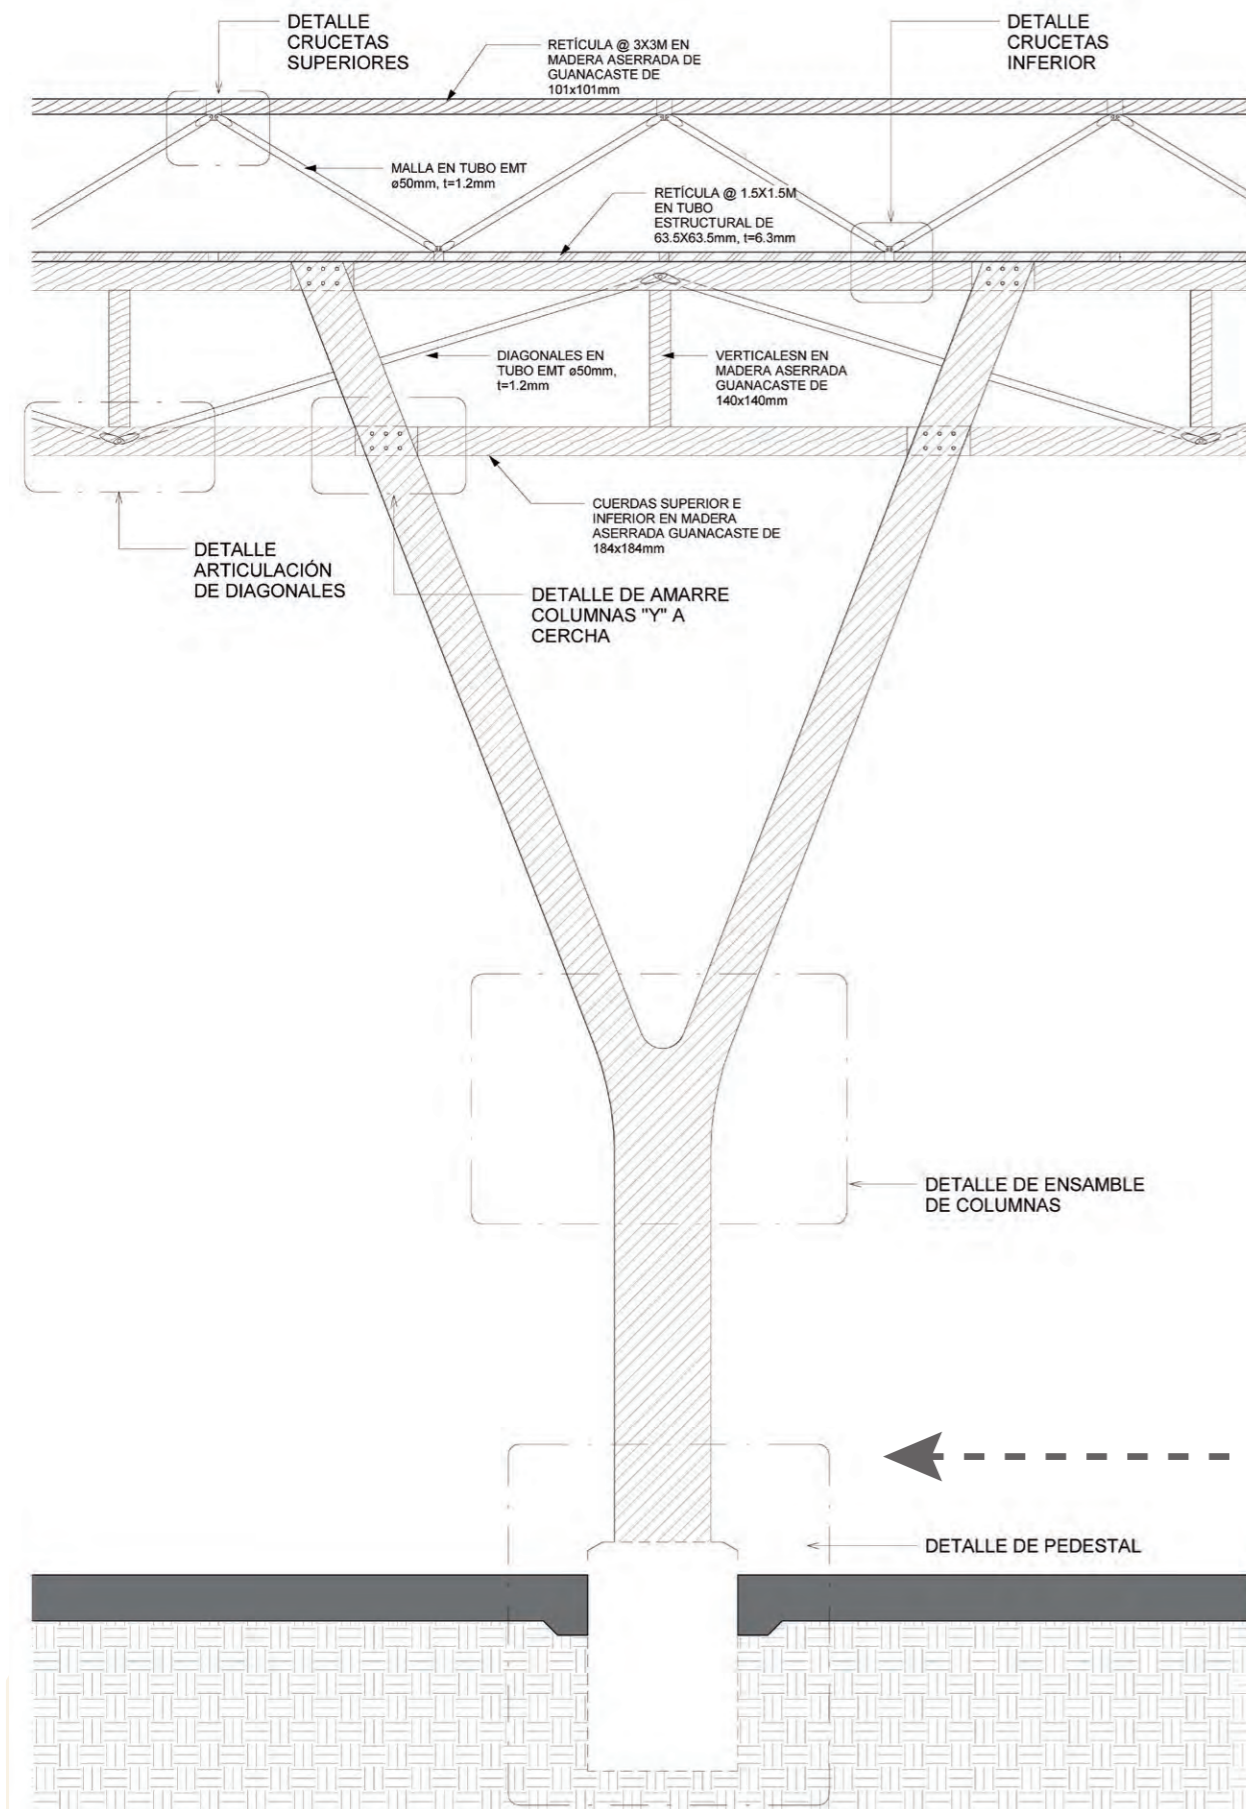 DETALLE
CRUCETAS
SUPERIORES
RETÍCULA @ 3X3M EN
MADERA ASERRADA DE
GUANACASTE DE
101x101mm
DETALLE
CRUCETAS
INFERIOR
MALLA EN TUBO EMT
ø50mm, t=1.2mm
RETÍCULA @ 1.5X1.5M
EN TUBO
ESTRUCTURAL DE
63.5X63.5mm, t=6.3mm
DIAGONALES EN
TUBO EMT ø50mm,
t=1.2mm
VERTICALESN EN
MADERA ASERRADA
GUANACASTE DE
140x140mm
CUERDAS SUPERIOR E
INFERIOR EN MADERA
ASERRADA GUANACASTE DE
184x184mm
DETALLE
ARTICULACIÓN
DE DIAGONALES
DETALLE DE AMARRE
COLUMNAS "Y" A
CERCHA
DETALLE DE ENSAMBLE
DE COLUMNAS
DETALLE DE PEDESTAL